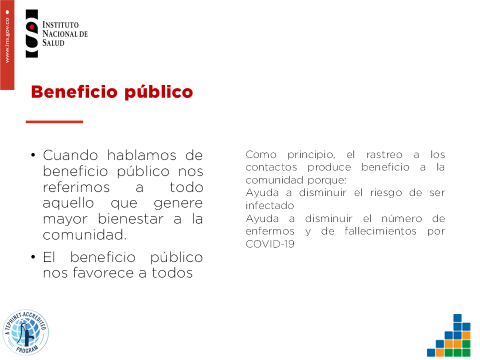 www.ins.gov.co
INSTITUTO
NACIONAL DE
SALUD
Beneficio público
• Cuando hablamos de
beneficio público nos
referimos a todo
aquello que genere
mayor bienestar a la
comunidad.
• El beneficio público
nos favorece a todos
Como principio, el rastreo a los
contactos produce beneficio a la
comunidad porque:
Ayuda a disminuir el riesgo de ser
infectado
Ayuda a disminuir el número de
enfermos y de fallecimientos por
COVID-19
A TEPHINET ACCREDITED
PROGRAM